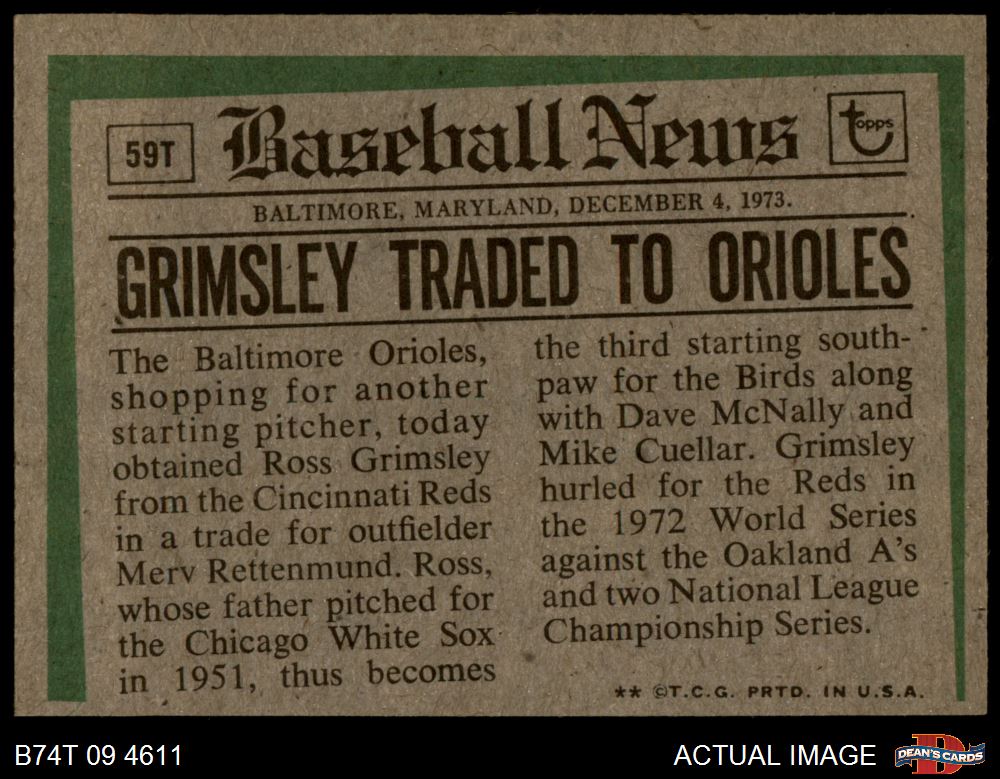 59T
Baseball News
topps
BALTIMORE, MARYLAND, DECEMBER 4, 1973.
GRIMSLEY TRADED TO ORIOLES
The Baltimore Orioles,
shopping for another
starting pitcher, today
obtained Ross Grimsley
from the Cincinnati Reds
in a trade for outfielder
Merv Rettenmund. Ross,
whose father pitched for
the Chicago White Sox
in 1951, thus becomes
the third starting south-
paw for the Birds along
with Dave McNally and
Mike Cuellar. Grimsley
hurled for the Reds in
the 1972 World Series
against the Oakland A's
and two National League
Championship Series.
** ©T.C.G. PRTD. IN U.S.A.
B74T 09 4611
ACTUAL IMAGE
DEAN'S CARDS